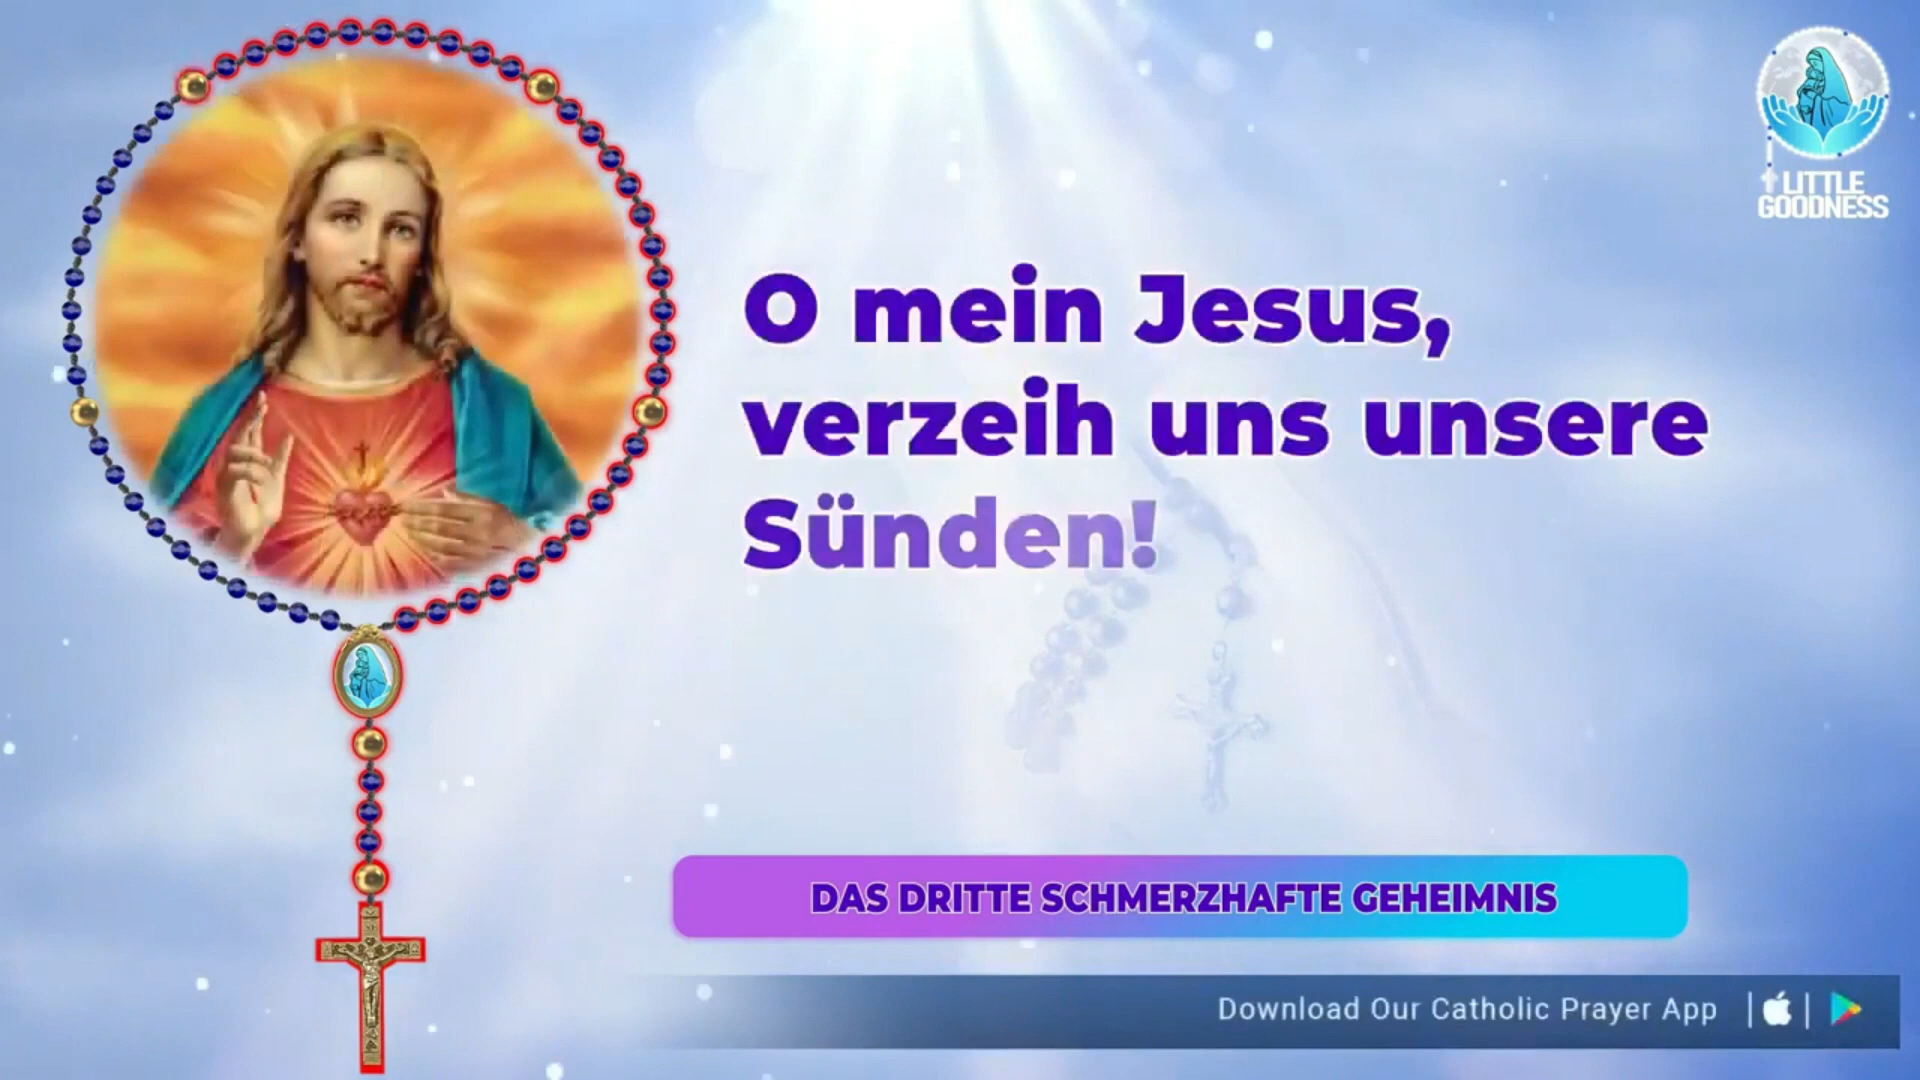 LITTLE
GOODNESS
O mein Jesus,
verzeih uns unsere
Sünden!
DAS DRITTE SCHMERZHAFTE GEHEIMNIS
Download Our Catholic Prayer App